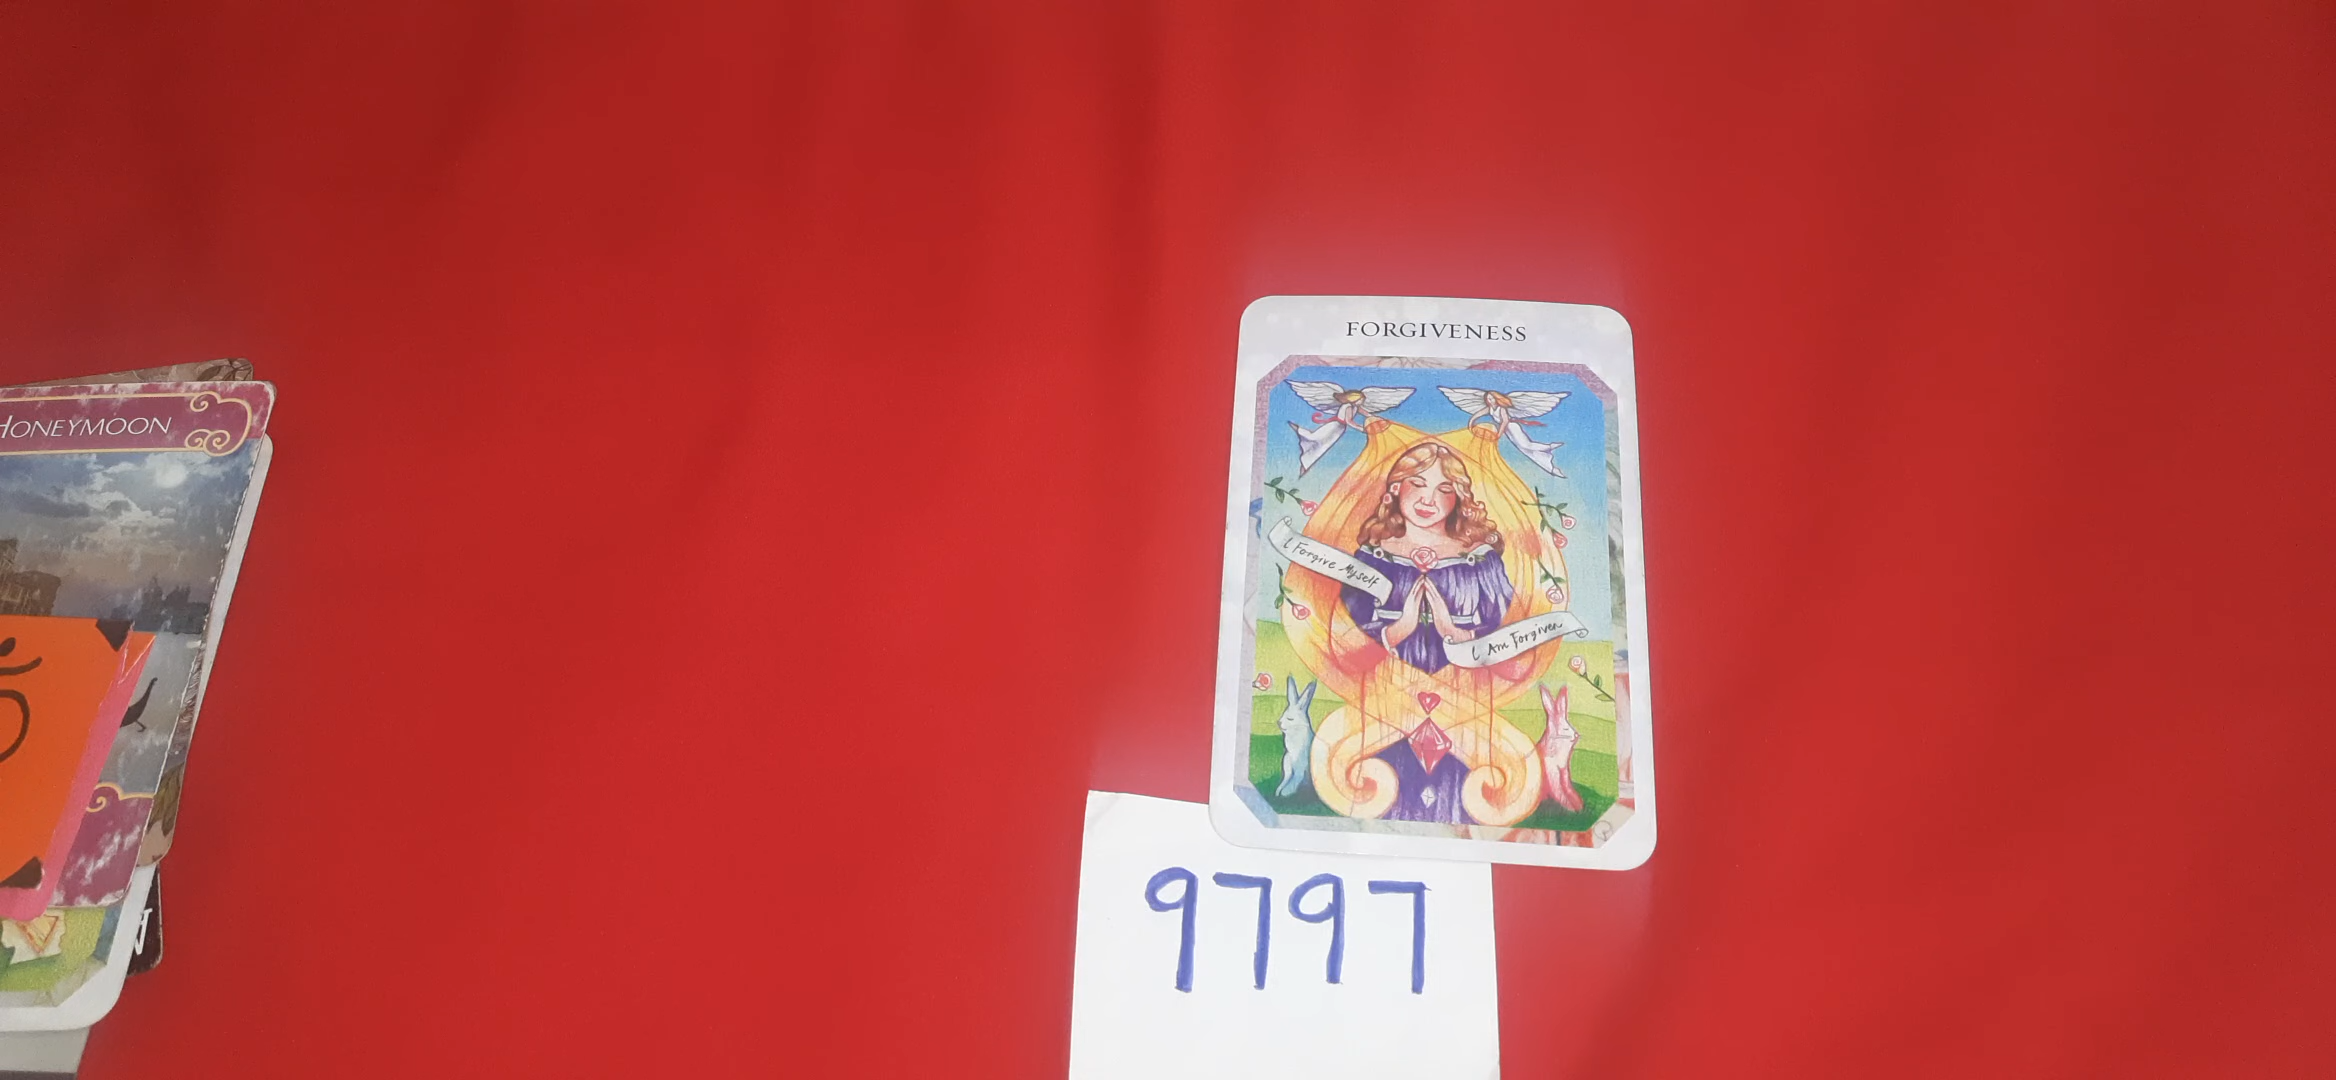 HONEYMOON
FORGIVENESS
I Forgive Myself
I Am Forgiven
9797